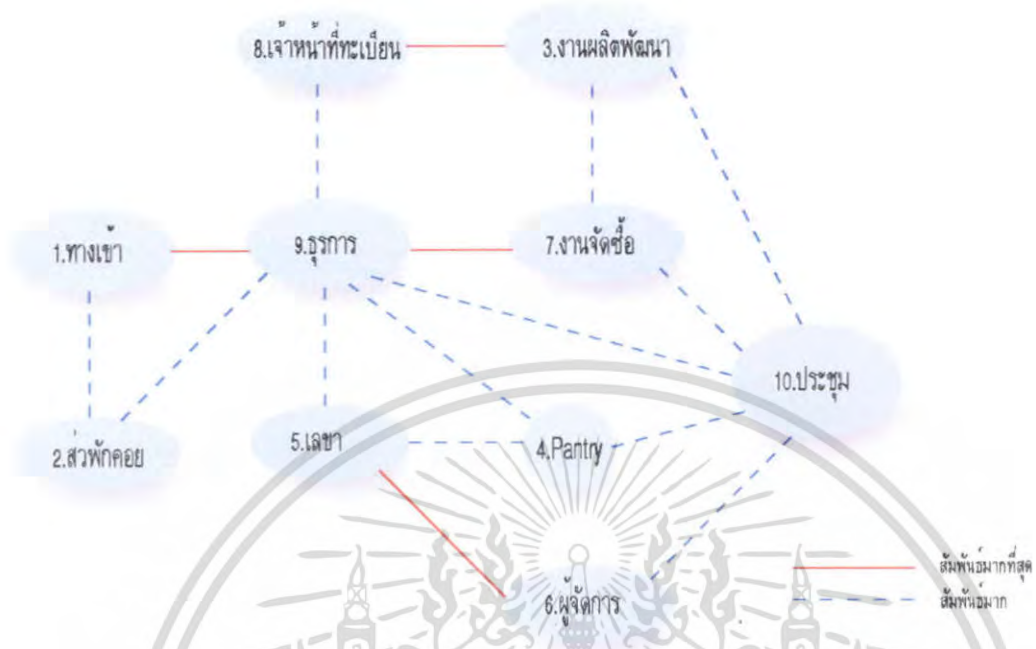 8.เจ้าหน้าที่ทะเบียน
3.งานผลิตพัฒนา
1.ทางเข้า
9.ธุรการ
7.งานจัดซื้อ
10.ประชุม
2.ส่วพักคอย
5.เลขา
4.Pantry
6.ผู้จัดการ
สัมพันธ์มากที่สุด
สัมพันธ์มาก